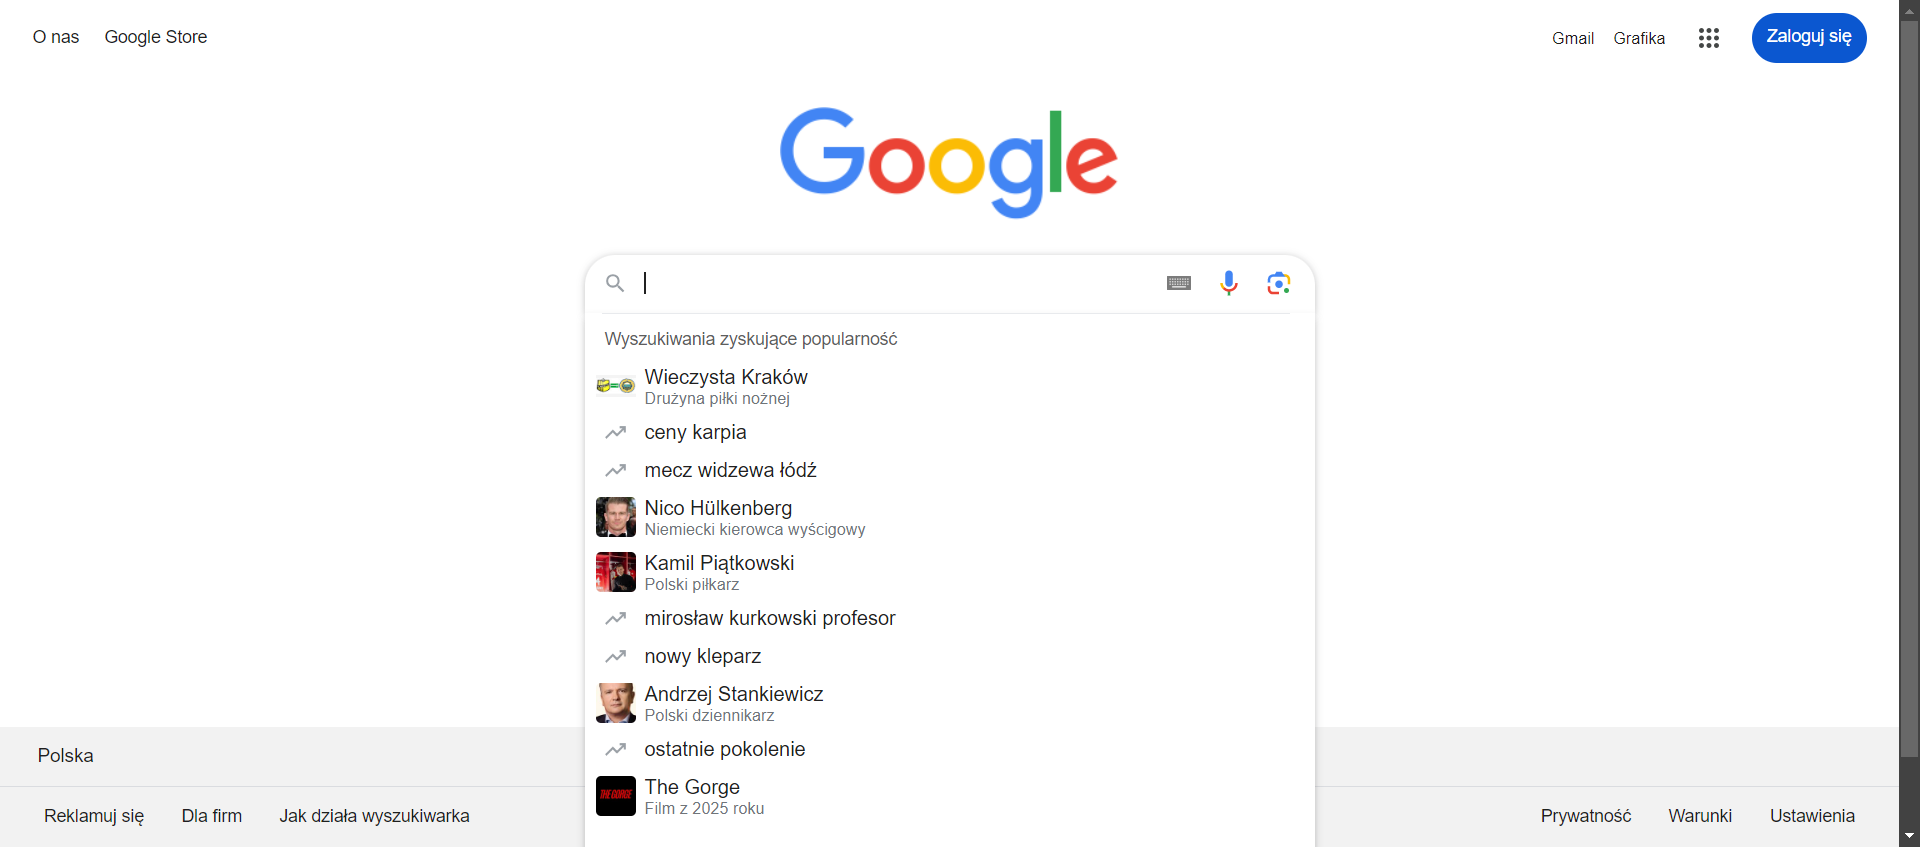 O nas
Google Store
Gmail
Grafika
Zaloguj się
Google
Wyszukiwania zyskujące popularność
Wieczysta Kraków
Drużyna piłki nożnej
ceny karpia
mecz widzewa łódź
Nico Hülkenberg
Niemiecki kierowca wyścigowy
Kamil Piątkowski
Polski piłkarz
mirosław kurkowski profesor
nowy kleparz
Andrzej Stankiewicz
Polski dziennikarz
ostatnie pokolenie
THE GORGE
The Gorge
Film z 2025 roku
Polska
Reklamuj się
Dla firm
Jak działa wyszukiwarka
Prywatność
Warunki
Ustawienia